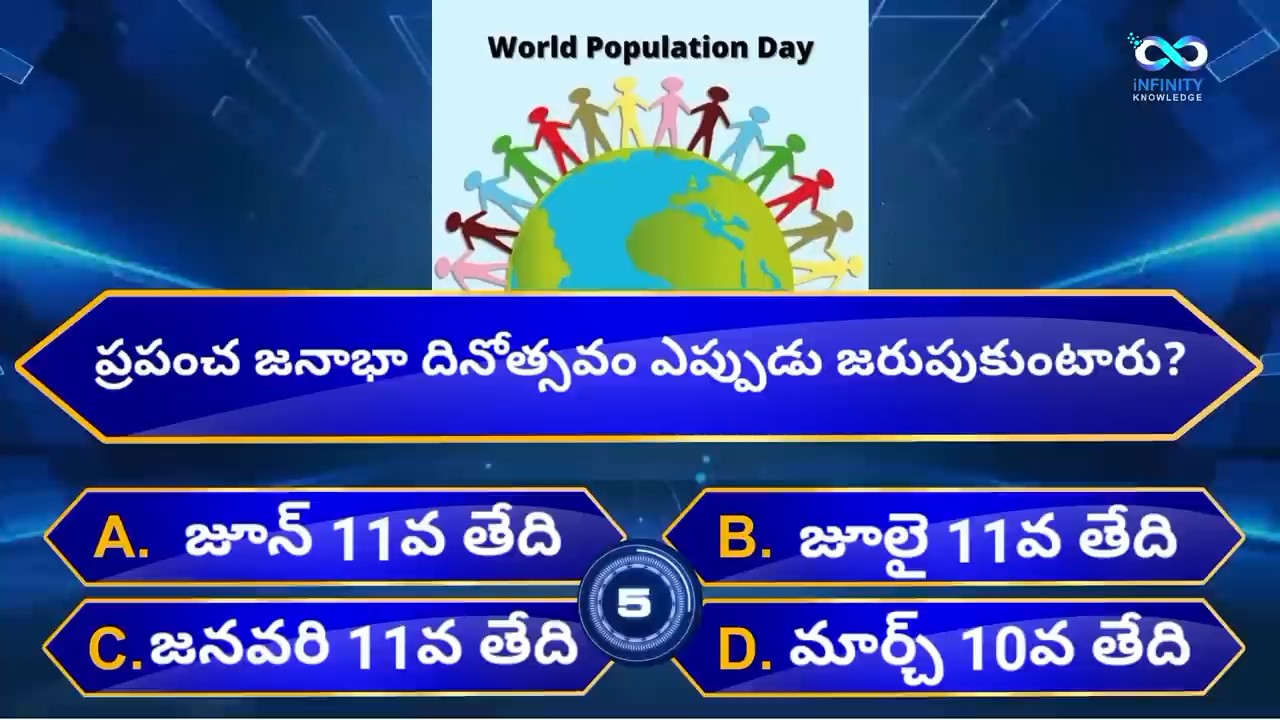 World Population Day
iNFINITY
KNOWLEDGE
ప్రపంచ జనాభా దినోత్సవం ఎప్పుడు జరుపుకుంటారు?
A. జూన్ 11వ తేది
B. జూలై 11వ తేది
5
C. జనవరి 11వ తేది
D. మార్చ్ 10వ తేది